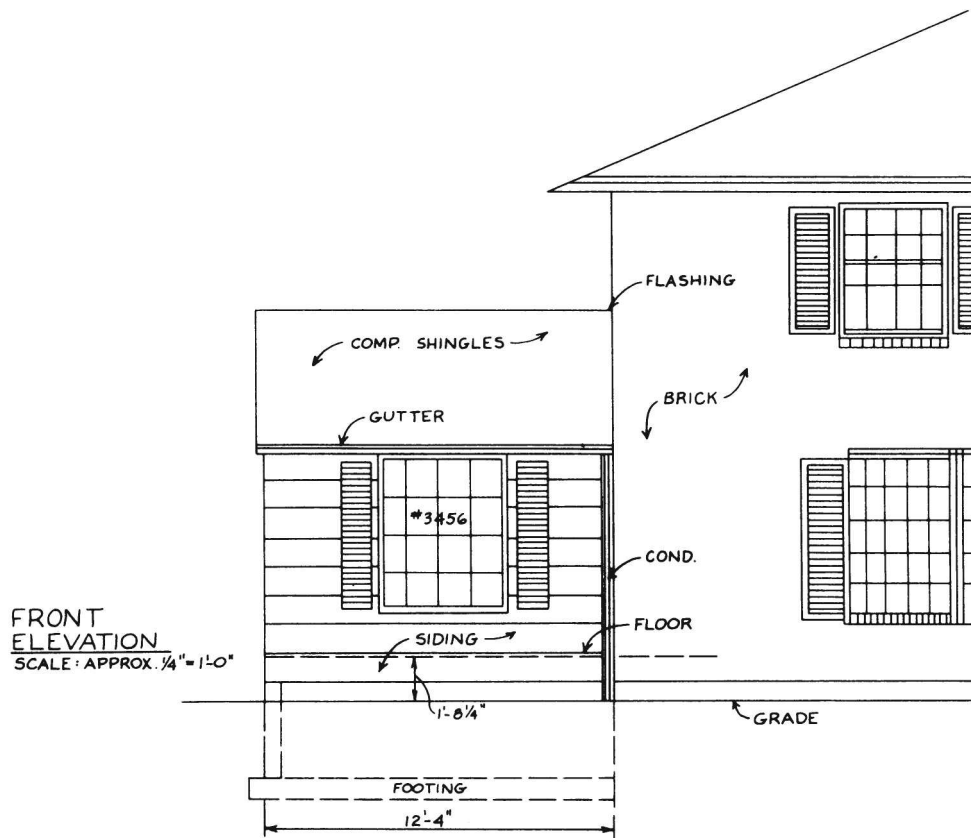 FLASHING
COMP. SHINGLES
BRICK
GUTTER
#3456
COND.
FRONT
ELEVATION
SCALE: APPROX. 1/4"=1'-0"
FLOOR
SIDING
1'-8 1/4"
GRADE
FOOTING
12'-4"